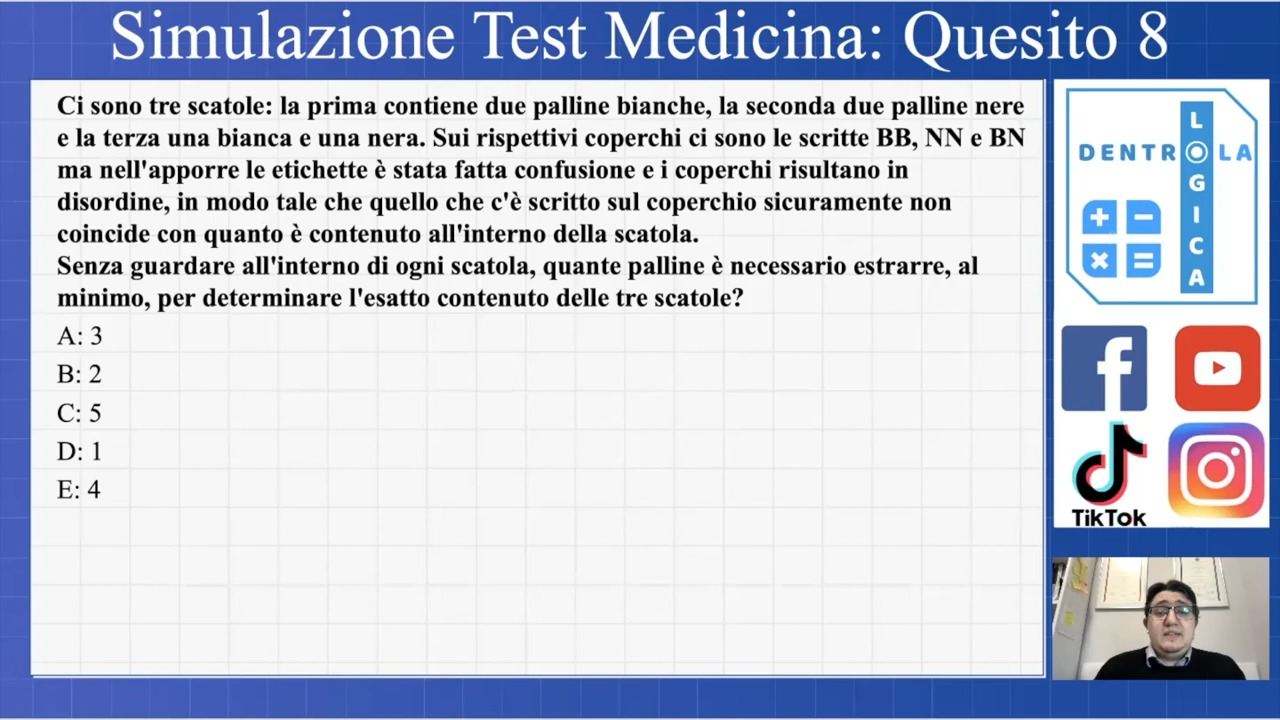 Simulazione Test Medicina: Quesito 8
Ci sono tre scatole: la prima contiene due palline bianche, la seconda due palline nere
e la terza una bianca e una nera. Sui rispettivi coperchi ci sono le scritte BB, NN e BN
ma nell'apporre le etichette è stata fatta confusione e i coperchi risultano in
disordine, in modo tale che quello che c'è scritto sul coperchio sicuramente non
coincide con quanto è contenuto all'interno della scatola.
Senza guardare all'interno di ogni scatola, quante palline è necessario estrarre, al
minimo, per determinare l'esatto contenuto delle tre scatole?
A: 3
B: 2
C: 5
D: 1
E: 4
DENTRO LA
LOGICA
TikTok